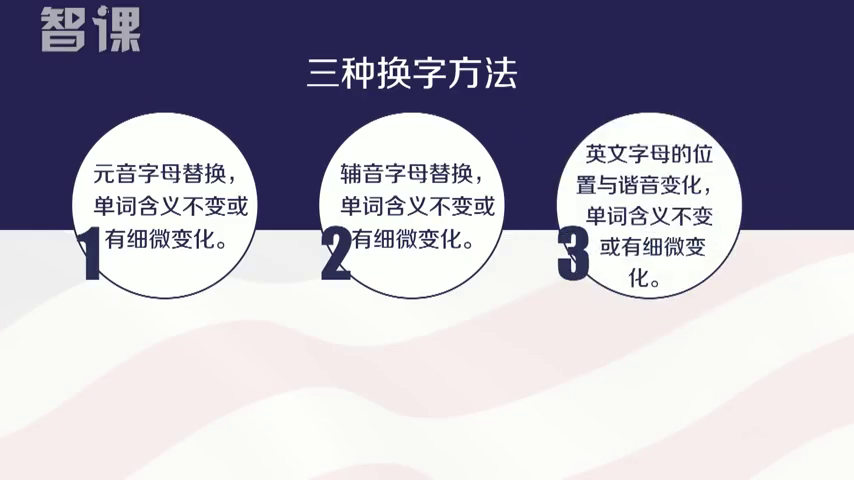 智课
三种换字方法
元音字母替换，
单词含义不变或
有细微变化。
1
辅音字母替换，
单词含义不变或
有细微变化。
2
英文字母的位
置与谐音变化，
单词含义不变
或有细微变
化。
3